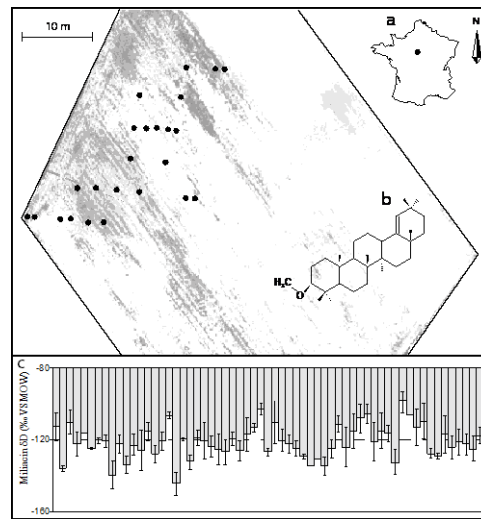 10 m
a
N
b
H₃C
O
C
-80
-120
-160
Miliacin δD (‰ VSMOW)